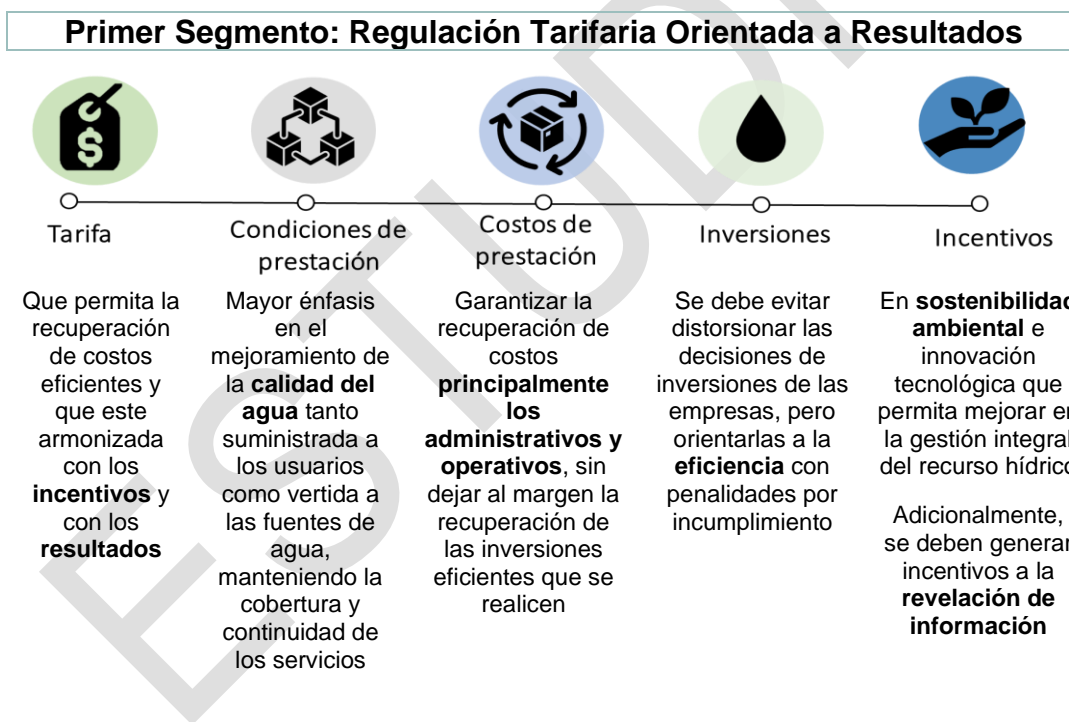 Primer Segmento: Regulación Tarifaria Orientada a Resultados
$
Tarifa
Que permita la
recuperación
de costos
eficientes y
que este
armonizada
con los
incentivos y
con los
resultados
Condiciones de
prestación
Mayor énfasis
en el
mejoramiento de
la calidad del
agua tanto
suministrada a
los usuarios
como vertida a
las fuentes de
agua,
manteniendo la
cobertura y
continuidad de
los servicios
Costos de
prestación
Garantizar la
recuperación de
costos
principalmente
los
administrativos y
operativos, sin
dejar al margen la
recuperación de
las inversiones
eficientes que se
realicen
Inversiones
Se debe evitar
distorsionar las
decisiones de
inversiones de las
empresas, pero
orientarlas a la
eficiencia con
penalidades por
incumplimiento
Incentivos
En sostenibilidad
ambiental e
innovación
tecnológica que
permita mejorar en
la gestión integral
del recurso hídrico
Adicionalmente,
se deben generar
incentivos a la
revelación de
información
ESTUDI